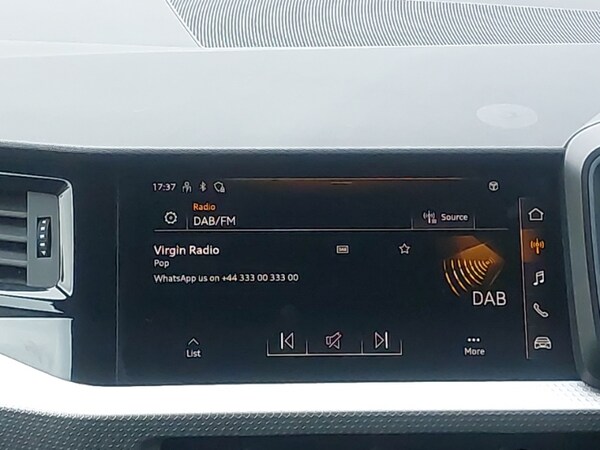 17:37
Radio
DAB/FM
Source
Virgin Radio
Pop
WhatsApp us on +44 333 00 333 00
DAB
List
More